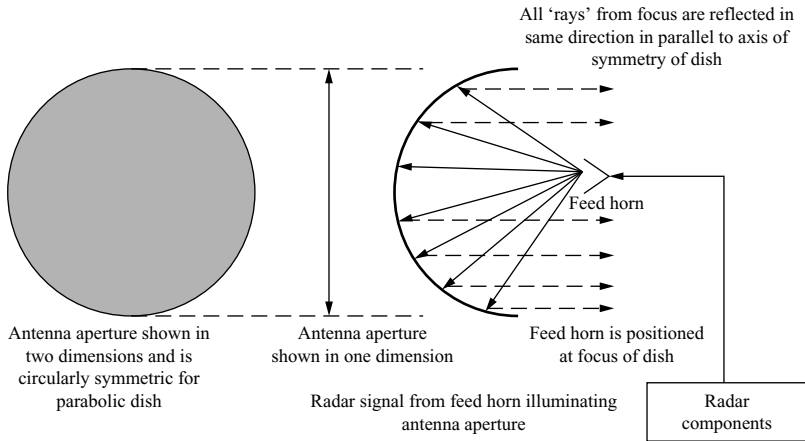 All ‘rays’ from focus are reflected in
same direction in parallel to axis of
symmetry of dish
Feed horn
Antenna aperture shown in
two dimensions and is
circularly symmetric for
parabolic dish
Antenna aperture
shown in one dimension
Feed horn is positioned
at focus of dish
Radar signal from feed horn illuminating
antenna aperture
Radar
components